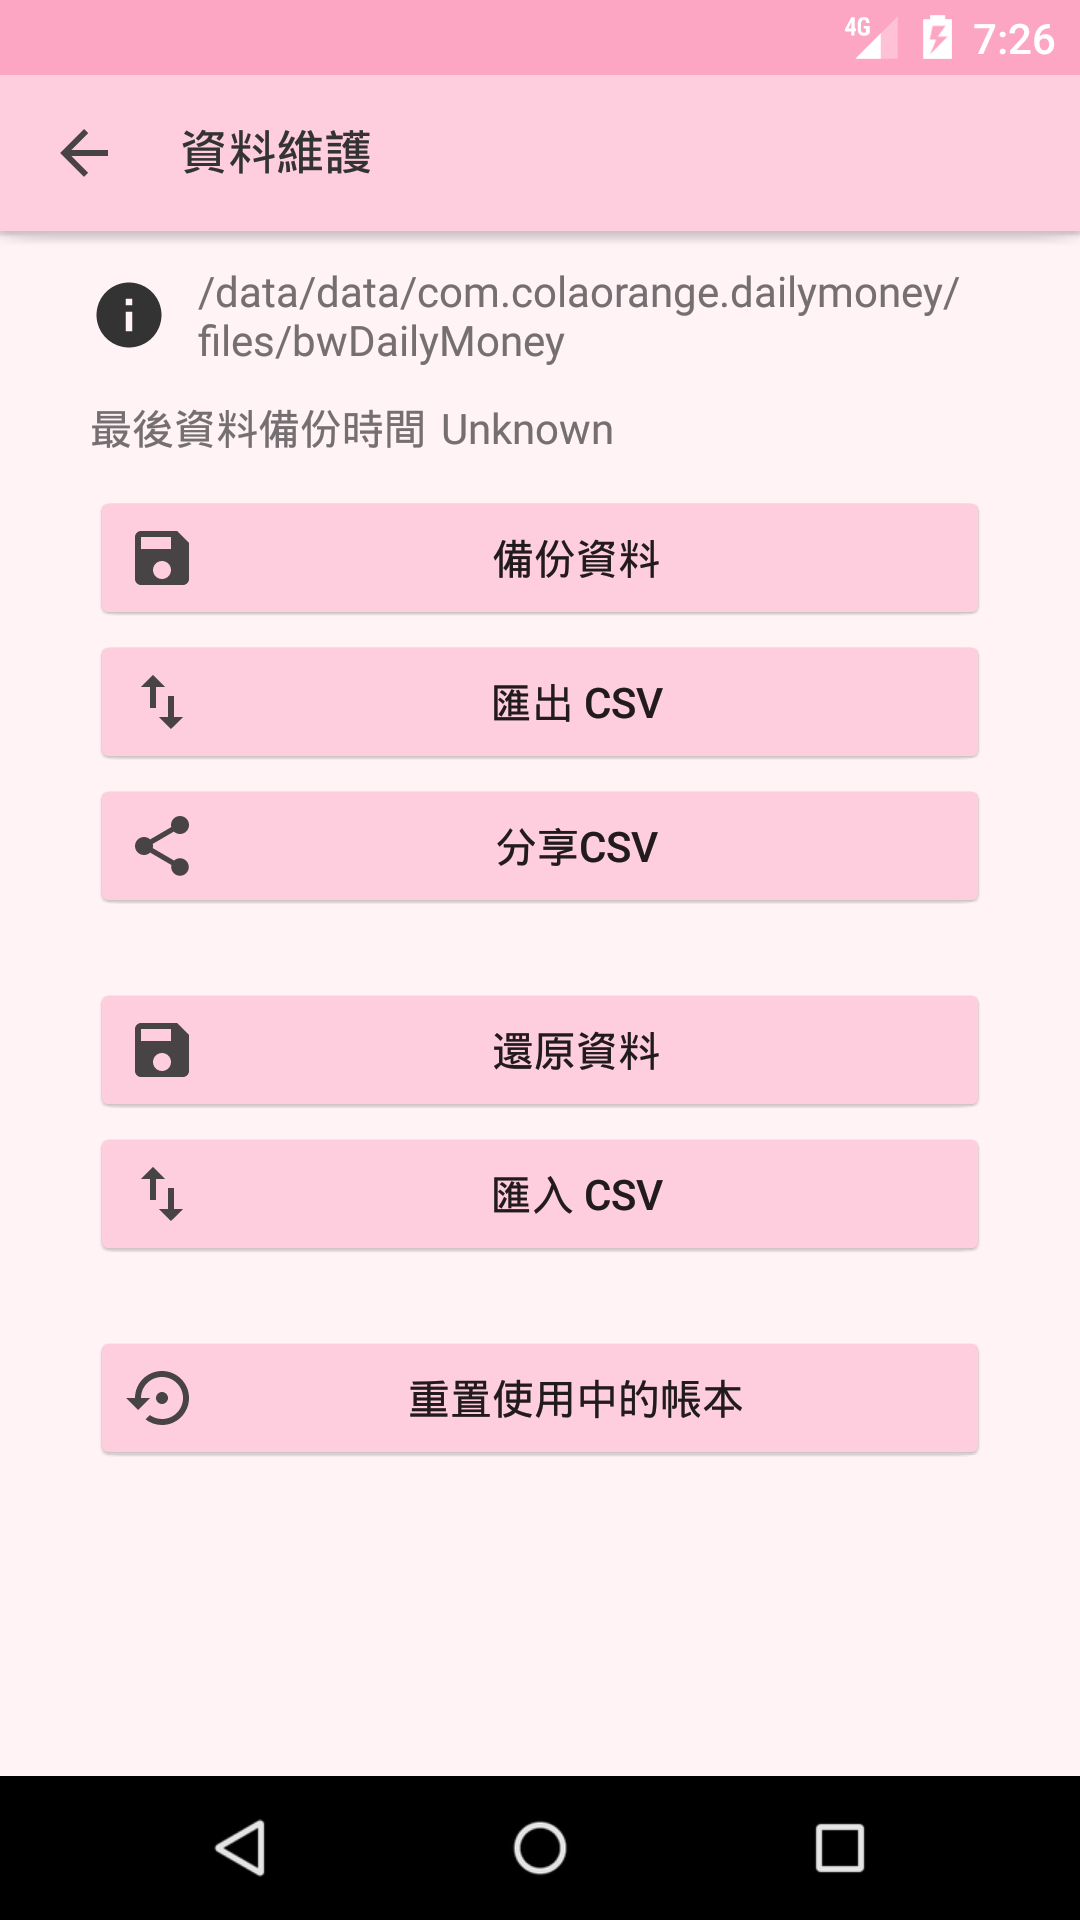 4G 7:26
資料維護
/data/data/com.colaorange.dailymoney/
files/bwDailyMoney
最後資料備份時間 Unknown
備份資料
匯出 CSV
分享CSV
還原資料
匯入 CSV
重置使用中的帳本